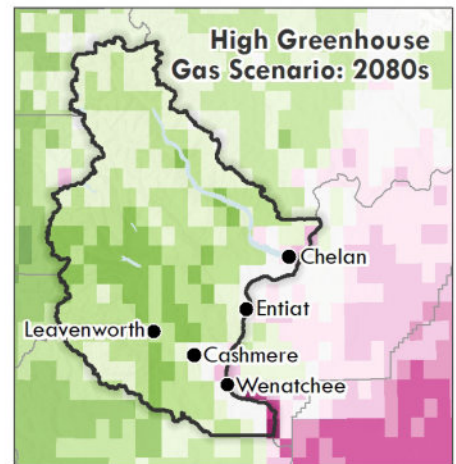 High Greenhouse
Gas Scenario: 2080s
Chelan
Entiat
Leavenworth
Cashmere
Wenatchee